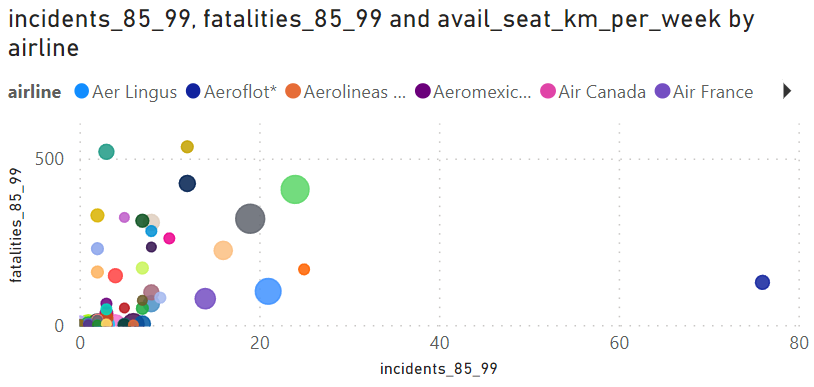 incidents_85_99, fatalities_85_99 and avail_seat_km_per_week by
airline
airline Aer Lingus Aeroflot* Aerolineas ... Aeromexic... Air Canada Air France
500
fatalities_85_99
0
0 20 40 60 80
incidents_85_99